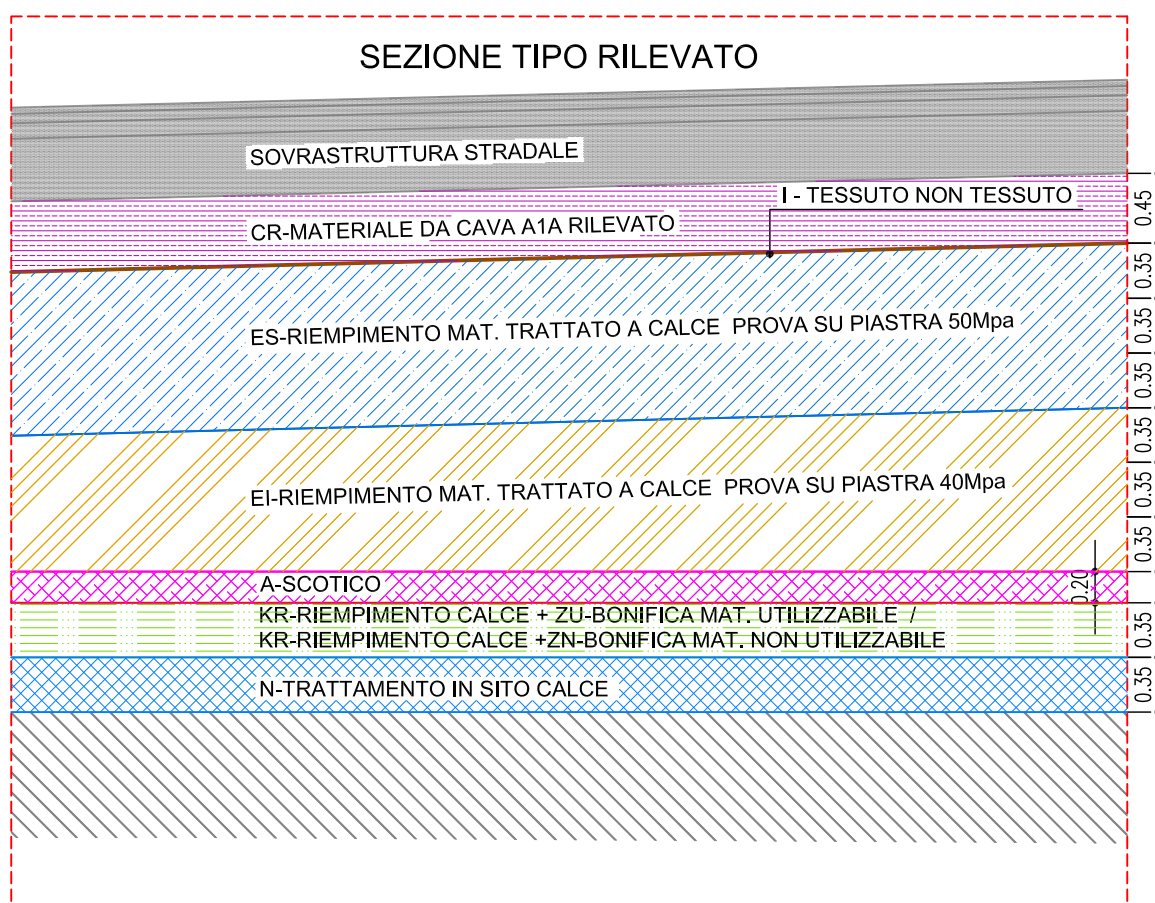 SEZIONE TIPO RILEVATO
SOVRASTRUTTURA STRADALE
I - TESSUTO NON TESSUTO
0.45
CR-MATERIALE DA CAVA A1A RILEVATO
0.35
ES-RIEMPIMENTO MAT. TRATTATO A CALCE PROVA SU PIASTRA 50Mpa
0.35
0.35
0.35
EI-RIEMPIMENTO MAT. TRATTATO A CALCE PROVA SU PIASTRA 40Mpa
0.35
0.35
A-SCOTICO
0.20
KR-RIEMPIMENTO CALCE + ZU-BONIFICA MAT. UTILIZZABILE /
KR-RIEMPIMENTO CALCE +ZN-BONIFICA MAT. NON UTILIZZABILE
0.35
N-TRATTAMENTO IN SITO CALCE
0.35